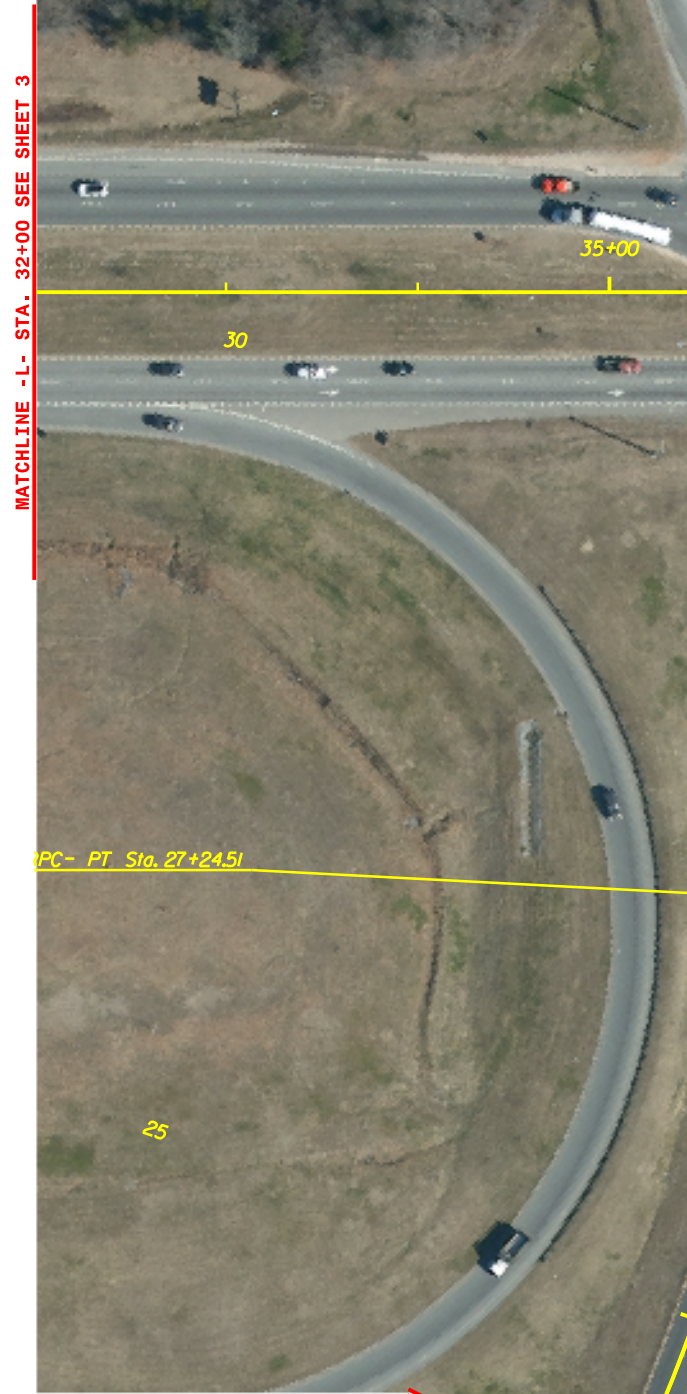 MATCHLINE -L- STA. 32+00 SEE SHEET 3
35+00
30
RPC- PT Sta. 27+24.51
25